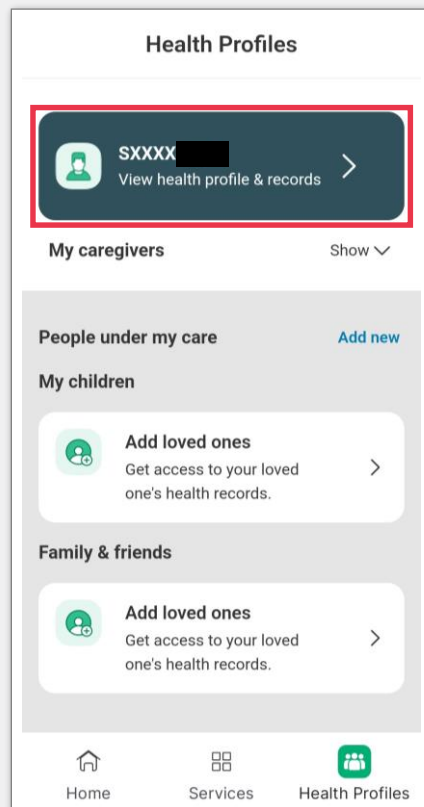 Health Profiles
SXXXX
View health profile & records
My caregivers Show
People under my care Add new
My children
Add loved ones
Get access to your loved
one's health records.
Family & friends
Add loved ones
Get access to your loved
one's health records.
Home Services Health Profiles